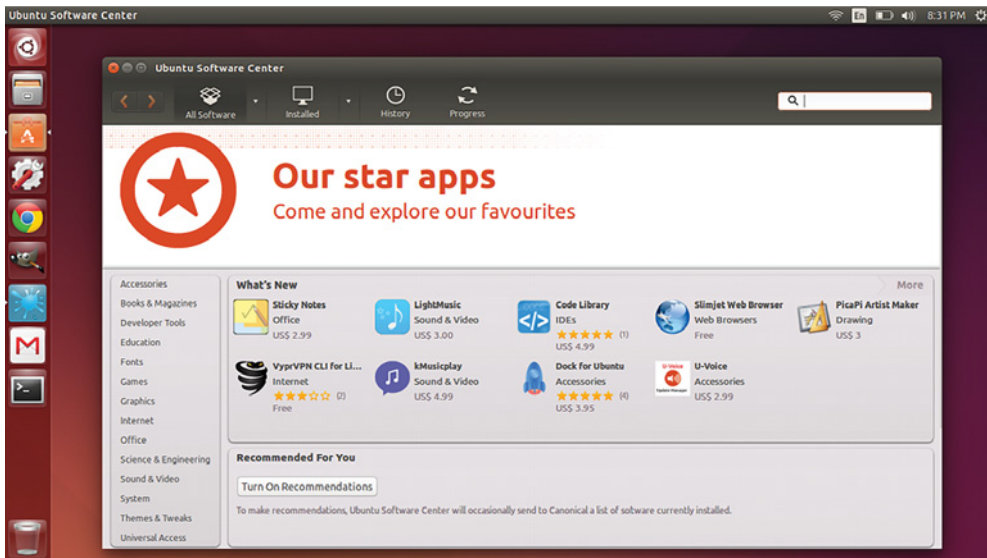 Ubuntu Software Center
En
8:31 PM
Ubuntu Software Center
All Software
Installed
History
Progress
Our star apps
Come and explore our favourites
Accessories
Books & Magazines
Developer Tools
Education
Fonts
Games
Graphics
Internet
Office
Science & Engineering
Sound & Video
System
Themes & Tweaks
Universal Access
What's New
More
Sticky Notes
Office
US$ 2.99
LightMusic
Sound & Video
US$ 3.00
Code Library
IDEs
(1)
US$ 4.99
Slimjet Web Browser
Web Browsers
Free
PicaPi Artist Maker
Drawing
US$ 3
VyprVPN CLI for Li...
Internet
(2)
Free
kMusicplay
Sound & Video
US$ 4.99
Dock for Ubuntu
Accessories
(4)
US$ 3.95
U-Voice
U-Voice
Accessories
US$ 2.99
Recommended For You
Turn On Recommendations
To make recommendations, Ubuntu Software Center will occasionally send to Canonical a list of sotware currently installed.